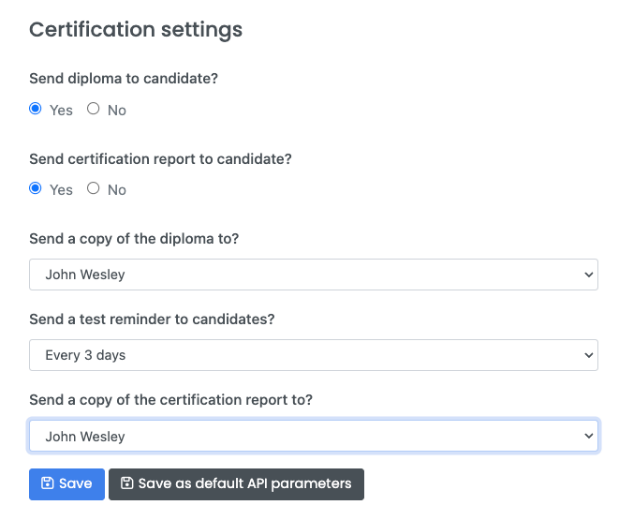 Certification settings
Send diploma to candidate?
Yes No
Send certification report to candidate?
Yes No
Send a copy of the diploma to?
John Wesley
Send a test reminder to candidates?
Every 3 days
Send a copy of the certification report to?
John Wesley
Save Save as default API parameters